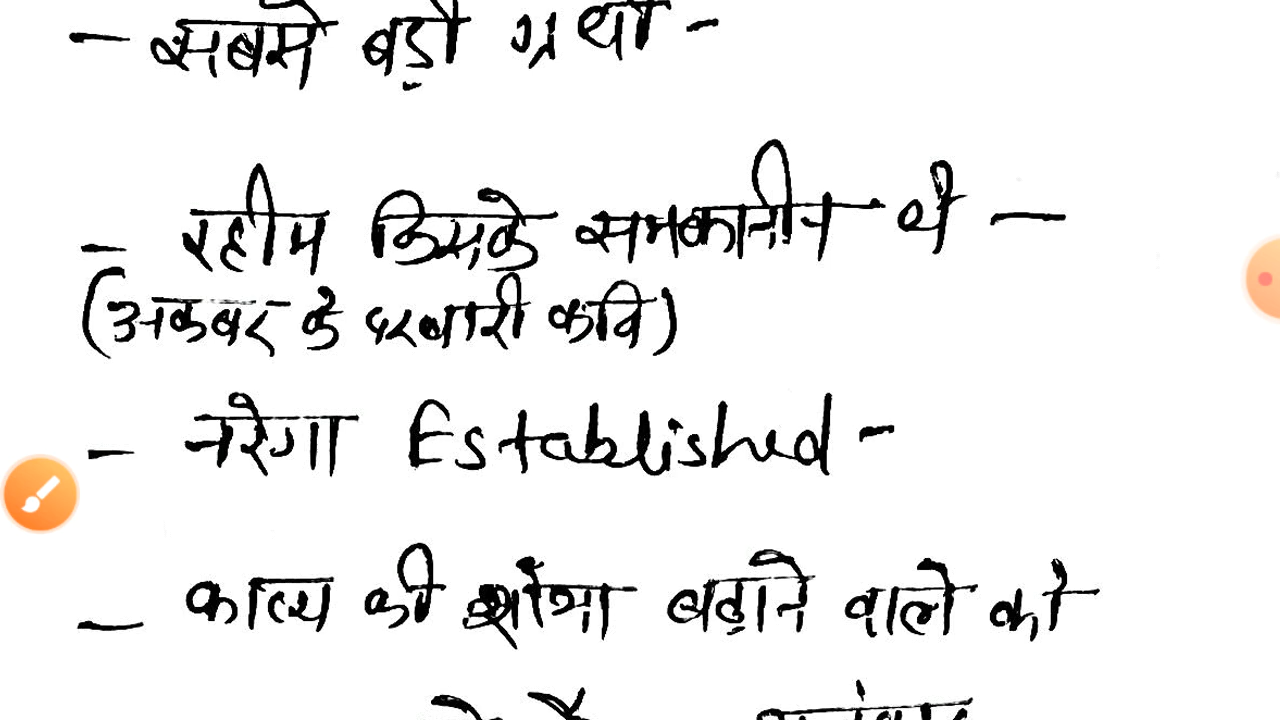 - सबसे बड़ी ग्रंथी -
- रहीम किसके समकालीन थे -
(अकबर के दरबारी कवि)
- नरेगा Established -
- काव्य की शोभा बढ़ाने वाले को